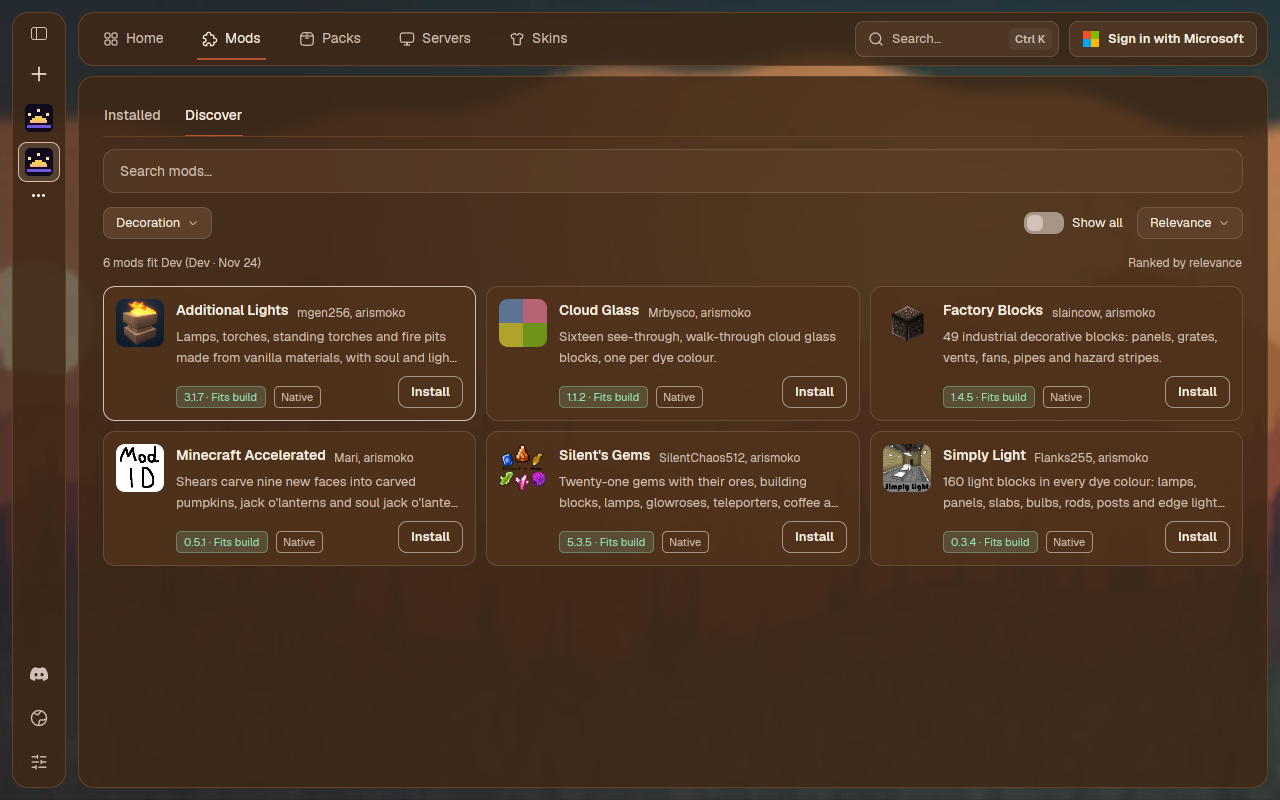 Home
Mods
Packs
Servers
Skins
Search...
Ctrl K
Sign in with Microsoft
Installed
Discover
Search mods...
Decoration
Show all
Relevance
6 mods fit Dev (Dev · Nov 24)
Ranked by relevance
Additional Lights mgen256, arismoko
Lamps, torches, standing torches and fire pits
made from vanilla materials, with soul and ligh...
3.1.7 · Fits build
Native
Install
Cloud Glass Mrbysco, arismoko
Sixteen see-through, walk-through cloud glass
blocks, one per dye colour.
1.1.2 · Fits build
Native
Install
Factory Blocks slaincow, arismoko
49 industrial decorative blocks: panels, grates,
vents, fans, pipes and hazard stripes.
1.4.5 · Fits build
Native
Install
Mod
ID
Minecraft Accelerated Mari, arismoko
Shears carve nine new faces into carved
pumpkins, jack o'lanterns and soul jack o'lante...
0.5.1 · Fits build
Native
Install
Silent's Gems
Silent's Gems SilentChaos512, arismoko
Twenty-one gems with their ores, building
blocks, lamps, glowroses, teleporters, coffee a...
5.3.5 · Fits build
Native
Install
Simply Light
Simply Light Flanks255, arismoko
160 light blocks in every dye colour: lamps,
panels, slabs, bulbs, rods, posts and edge light...
0.3.4 · Fits build
Native
Install